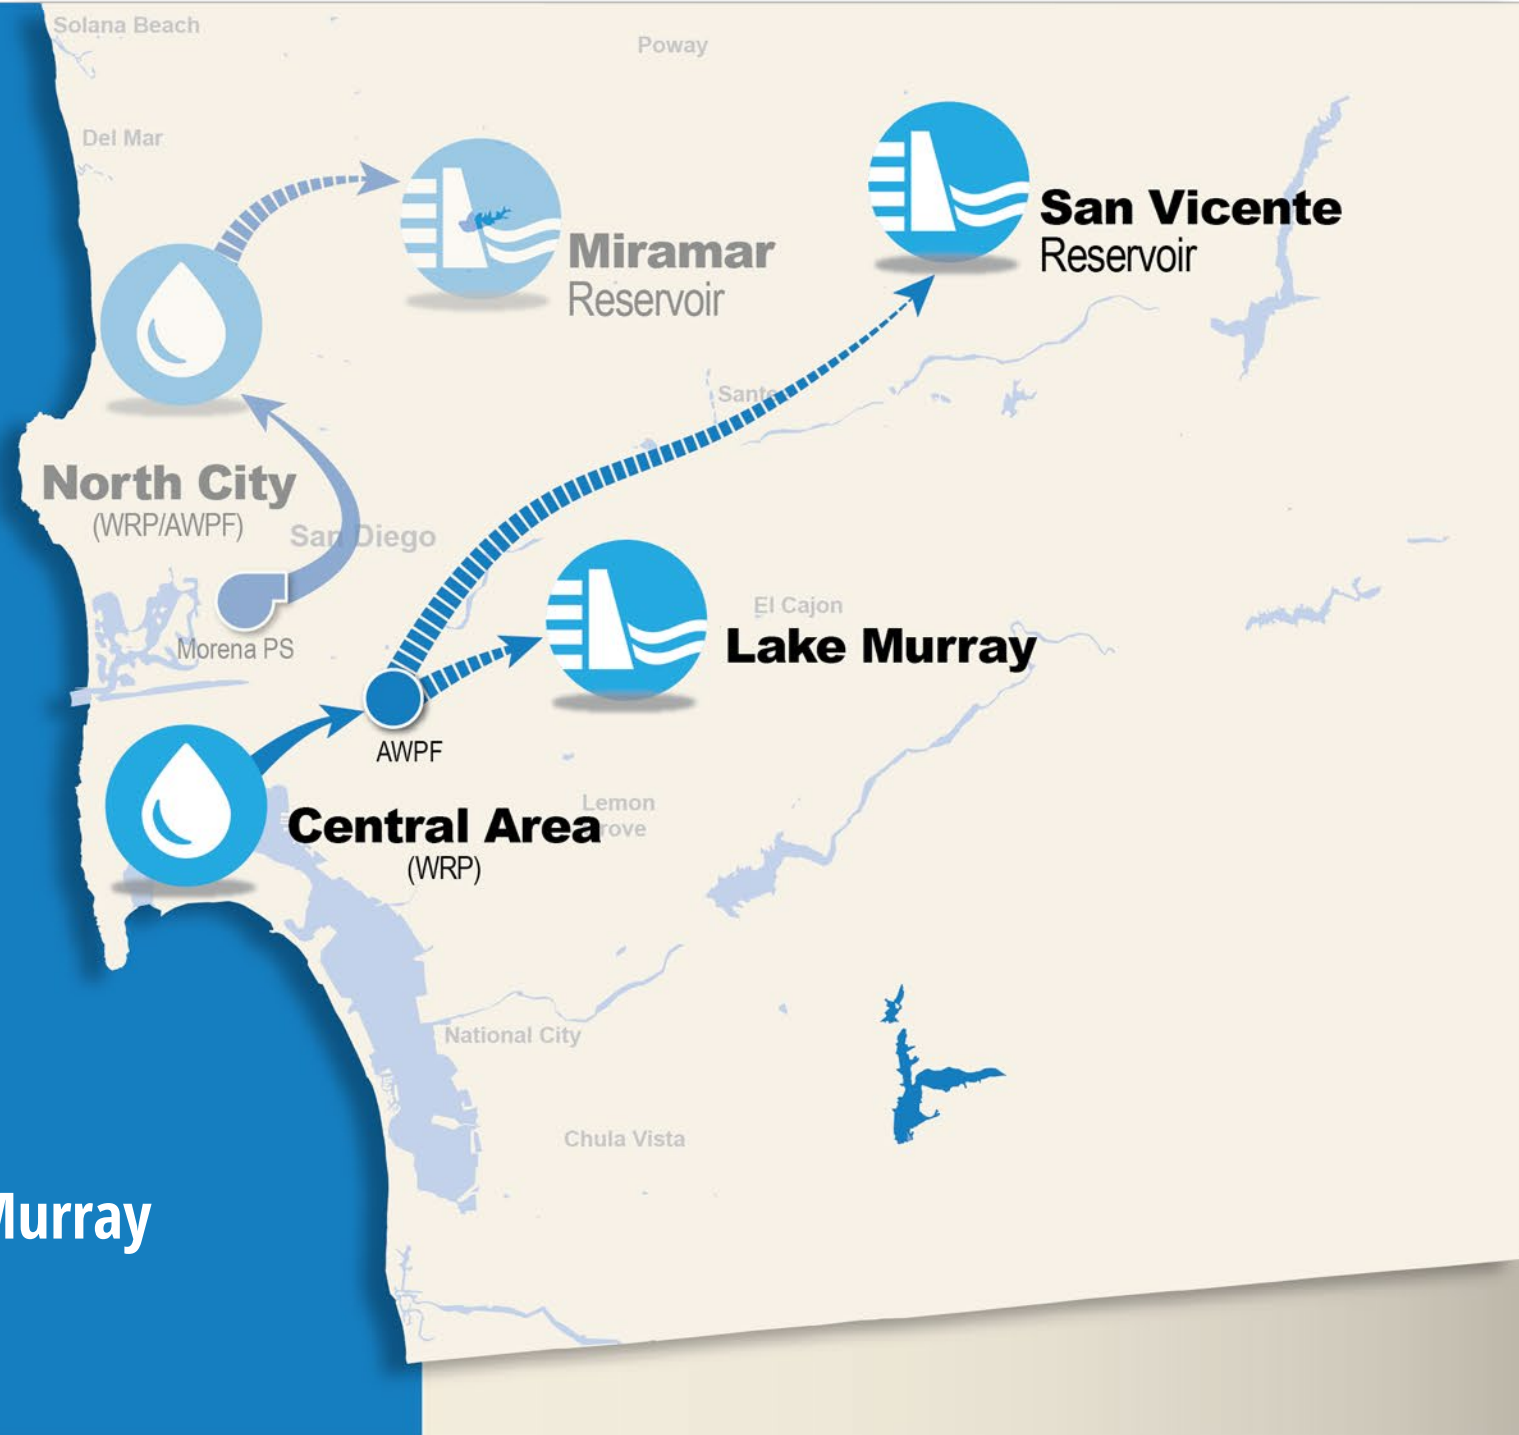 Solana Beach
Poway
Del Mar
San Vicente
Reservoir
Miramar
Reservoir
North City
(WRP/AWPF)
San Diego
El Cajon
Lake Murray
Morena PS
AWPF
Lemon
Central Area
(WRP)
National City
Chula Vista
Murray